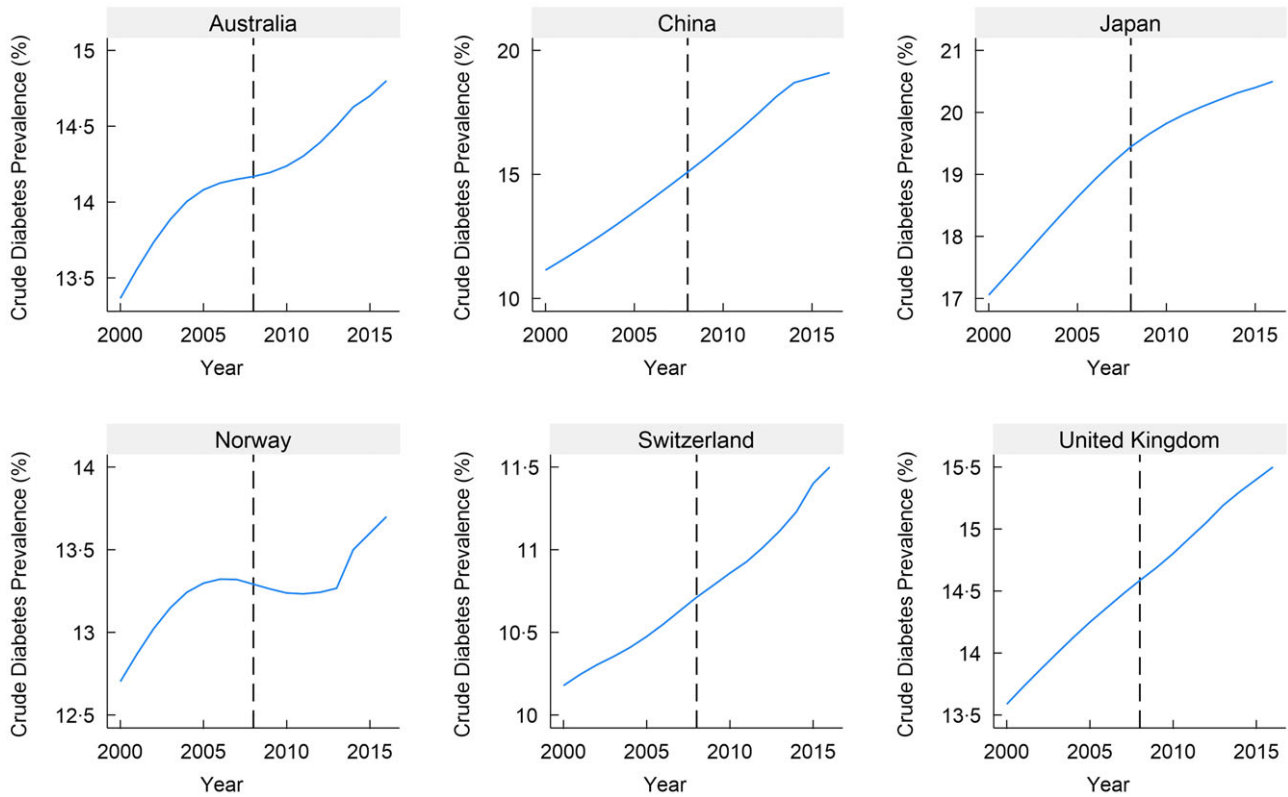 Australia
Crude Diabetes Prevalence (%)
15
14·5
14
13·5
2000 2005 2010 2015
Year
China
Crude Diabetes Prevalence (%)
20
15
10
2000 2005 2010 2015
Year
Japan
Crude Diabetes Prevalence (%)
21
20
19
18
17
2000 2005 2010 2015
Year
Norway
Crude Diabetes Prevalence (%)
14
13·5
13
12·5
2000 2005 2010 2015
Year
Switzerland
Crude Diabetes Prevalence (%)
11·5
11
10·5
10
2000 2005 2010 2015
Year
United Kingdom
Crude Diabetes Prevalence (%)
15·5
15
14·5
14
13·5
2000 2005 2010 2015
Year